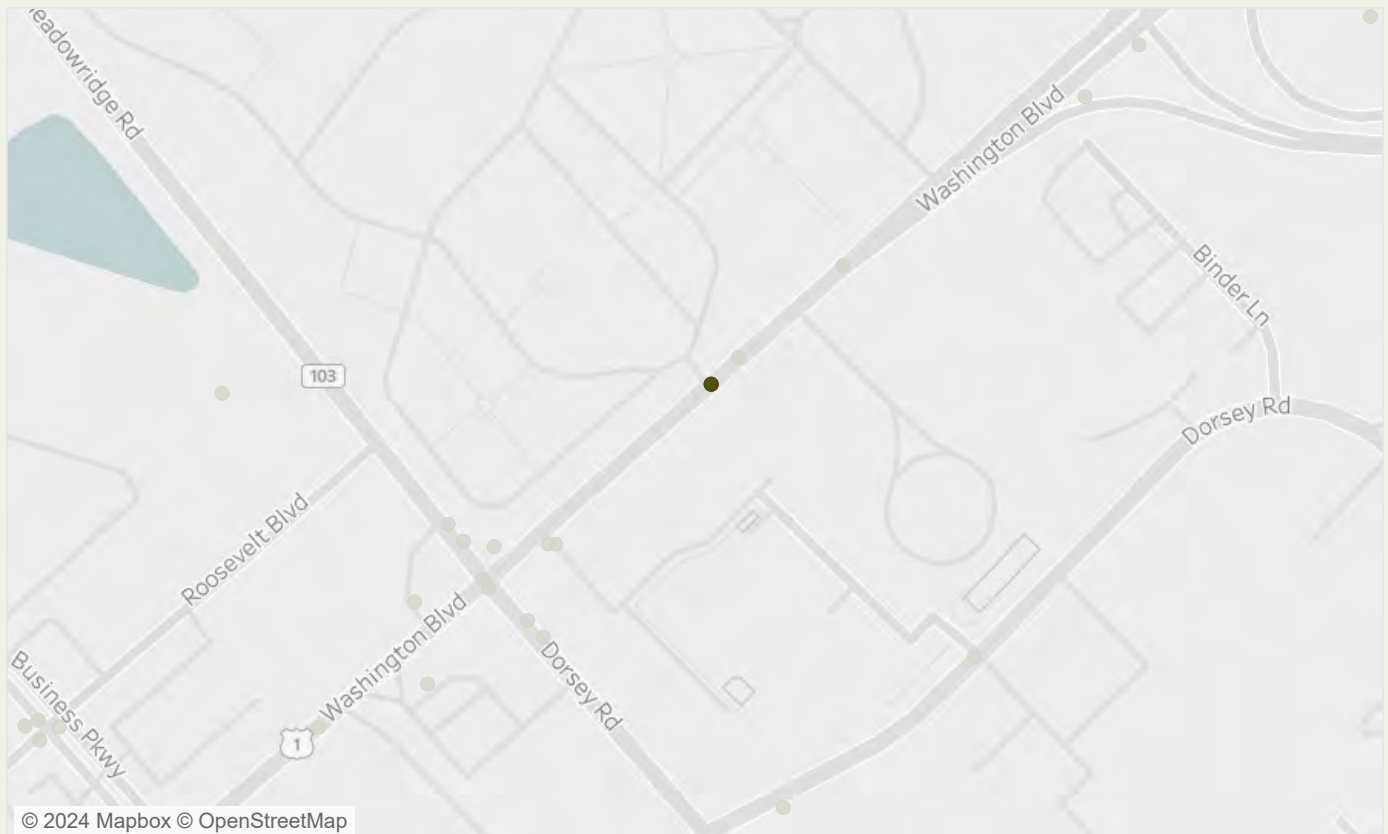 eadowridge Rd
Washington Blvd
Binder Ln
103
Dorsey Rd
Roosevelt Blvd
Washington Blvd
Dorsey Rd
Business Pkwy
1
© 2024 Mapbox © OpenStreetMap